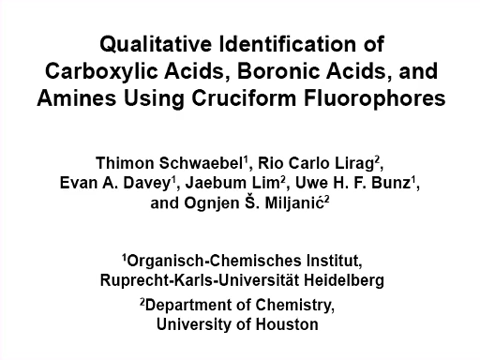 Qualitative Identification of
Carboxylic Acids, Boronic Acids, and
Amines Using Cruciform Fluorophores
Thimon Schwaebel¹, Rio Carlo Lirag²,
Evan A. Davey¹, Jaebum Lim², Uwe H. F. Bunz¹,
and Ognjen Š. Miljanić²
¹Organisch-Chemisches Institut,
Ruprecht-Karls-Universität Heidelberg
²Department of Chemistry,
University of Houston